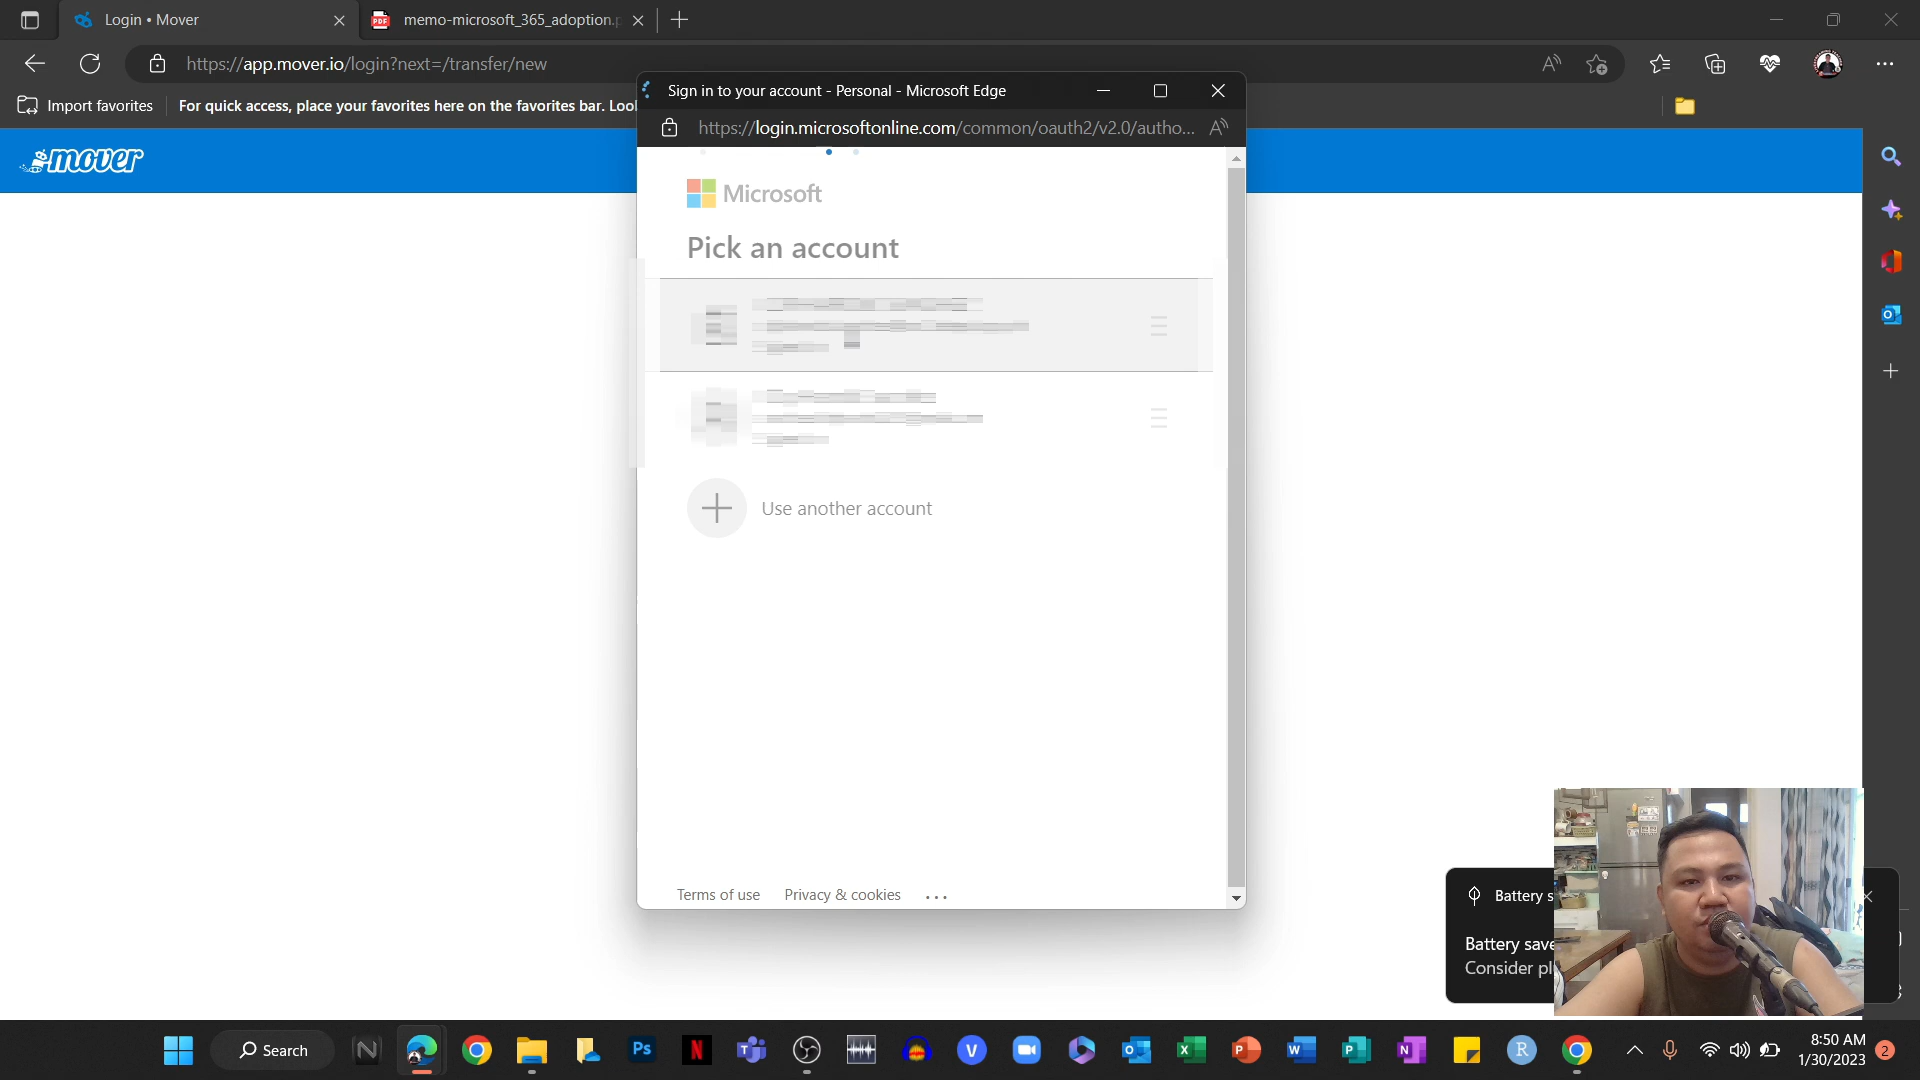 Login • Mover
memo-microsoft_365_adoption.p
https://app.mover.io/login?next=/transfer/new
Import favorites
For quick access, place your favorites here on the favorites bar. Loo
mover
Sign in to your account - Personal - Microsoft Edge
https://login.microsoftonline.com/common/oauth2/v2.0/autho...
Microsoft
Pick an account
Use another account
Terms of use
Privacy & cookies
...
Battery s
Battery save
Consider pl
Search
8:50 AM
1/30/2023
2